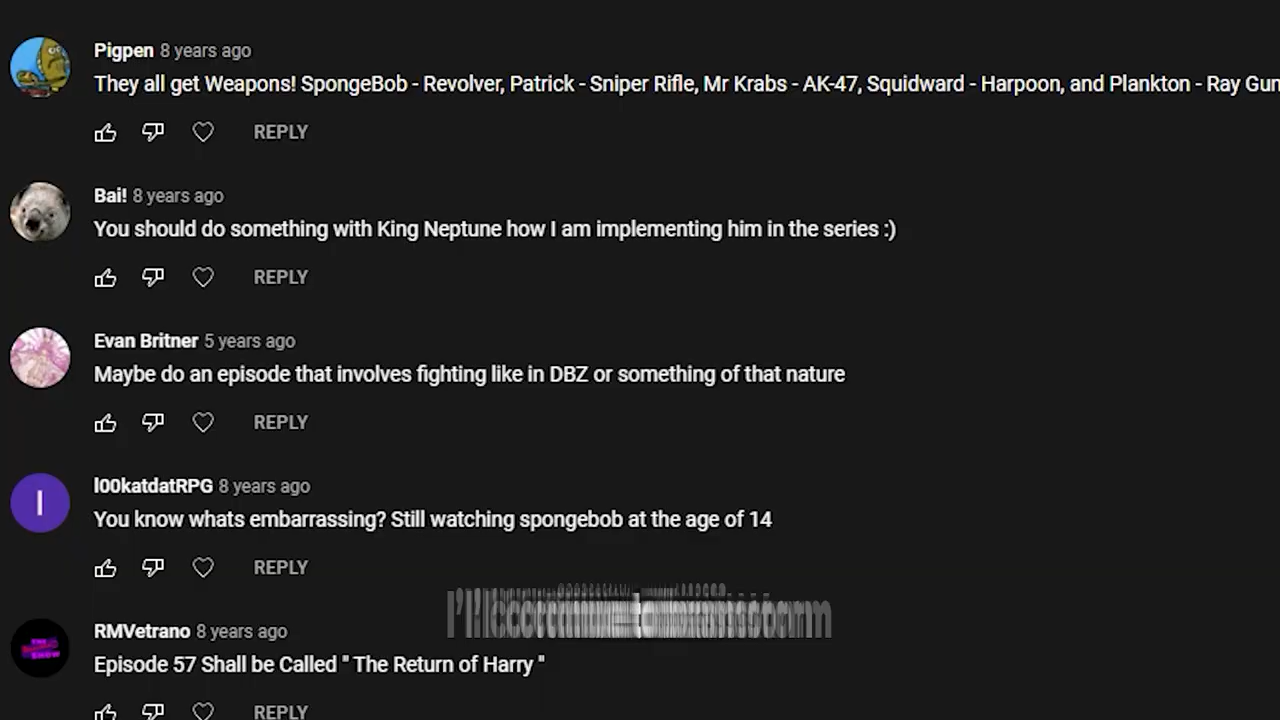 Pigpen 8 years ago
They all get Weapons! SpongeBob - Revolver, Patrick - Sniper Rifle, Mr Krabs - AK-47, Squidward - Harpoon, and Plankton - Ray Gun
REPLY
Bai! 8 years ago
You should do something with King Neptune how I am implementing him in the series :)
REPLY
Evan Britner 5 years ago
Maybe do an episode that involves fighting like in DBZ or something of that nature
REPLY
I
l00katdatRPG 8 years ago
You know whats embarrassing? Still watching spongebob at the age of 14
REPLY
RMVetrano 8 years ago
Episode 57 Shall be Called " The Return of Harry "
REPLY